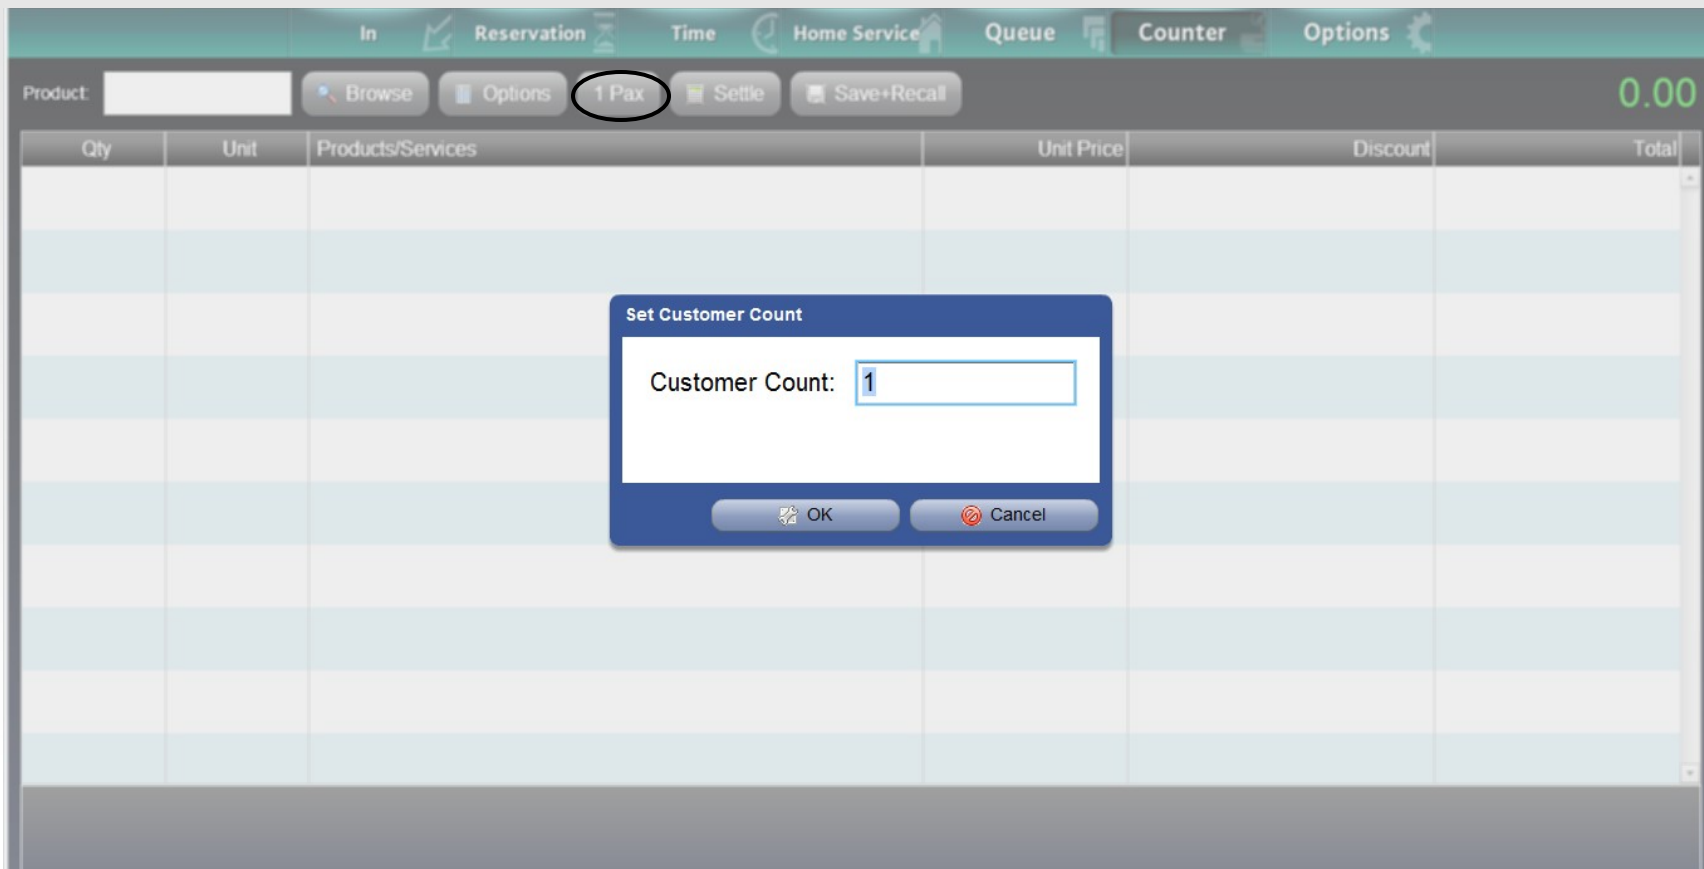 In Reservation Time Home Service Queue Counter Options
Product: Browse Options 1 Pax Settle Save+Recall 0.00
Qty Unit Products/Services Unit Price Discount Total
Set Customer Count
Customer Count: 1
OK Cancel